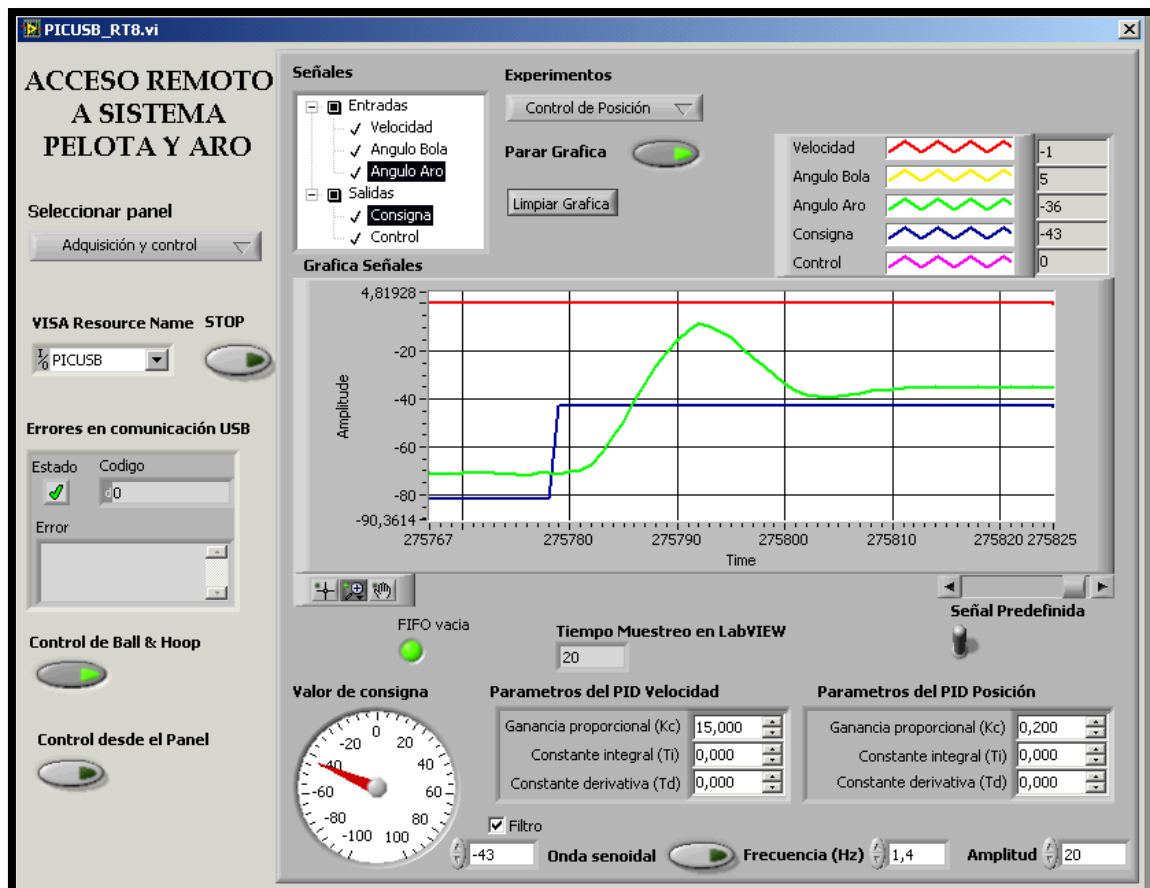 PICUSB_RT8.vi
ACCESO REMOTO
A SISTEMA
PELOTA Y ARO
Seleccionar panel
Adquisición y control
VISA Resource Name STOP
PICUSB
Errores en comunicación USB
Estado Codigo
d0
Error
Control de Ball & Hoop
Control desde el Panel
Señales
Entradas
Velocidad
Angulo Bola
Angulo Aro
Salidas
Consigna
Control
Experimentos
Control de Posición
Parar Grafica
Limpiar Grafica
Velocidad -1
Angulo Bola 5
Angulo Aro -36
Consigna -43
Control 0
Grafica Señales
4,81928
-20
-40
-60
-80
-90,3614
Amplitude
275767 275780 275790 275800 275810 275820 275825
Time
FIFO vacia
Tiempo Muestreo en LabVIEW
20
Señal Predefinida
Valor de consigna
-100 -80 -60 -40 -20 0 20 40 60 80 100
-43
Parametros del PID Velocidad
Ganancia proporcional (Kc) 15,000
Constante integral (Ti) 0,000
Constante derivativa (Td) 0,000
Parametros del PID Posición
Ganancia proporcional (Kc) 0,200
Constante integral (Ti) 0,000
Constante derivativa (Td) 0,000
Filtro
Onda senoidal Frecuencia (Hz) 1,4 Amplitud 20